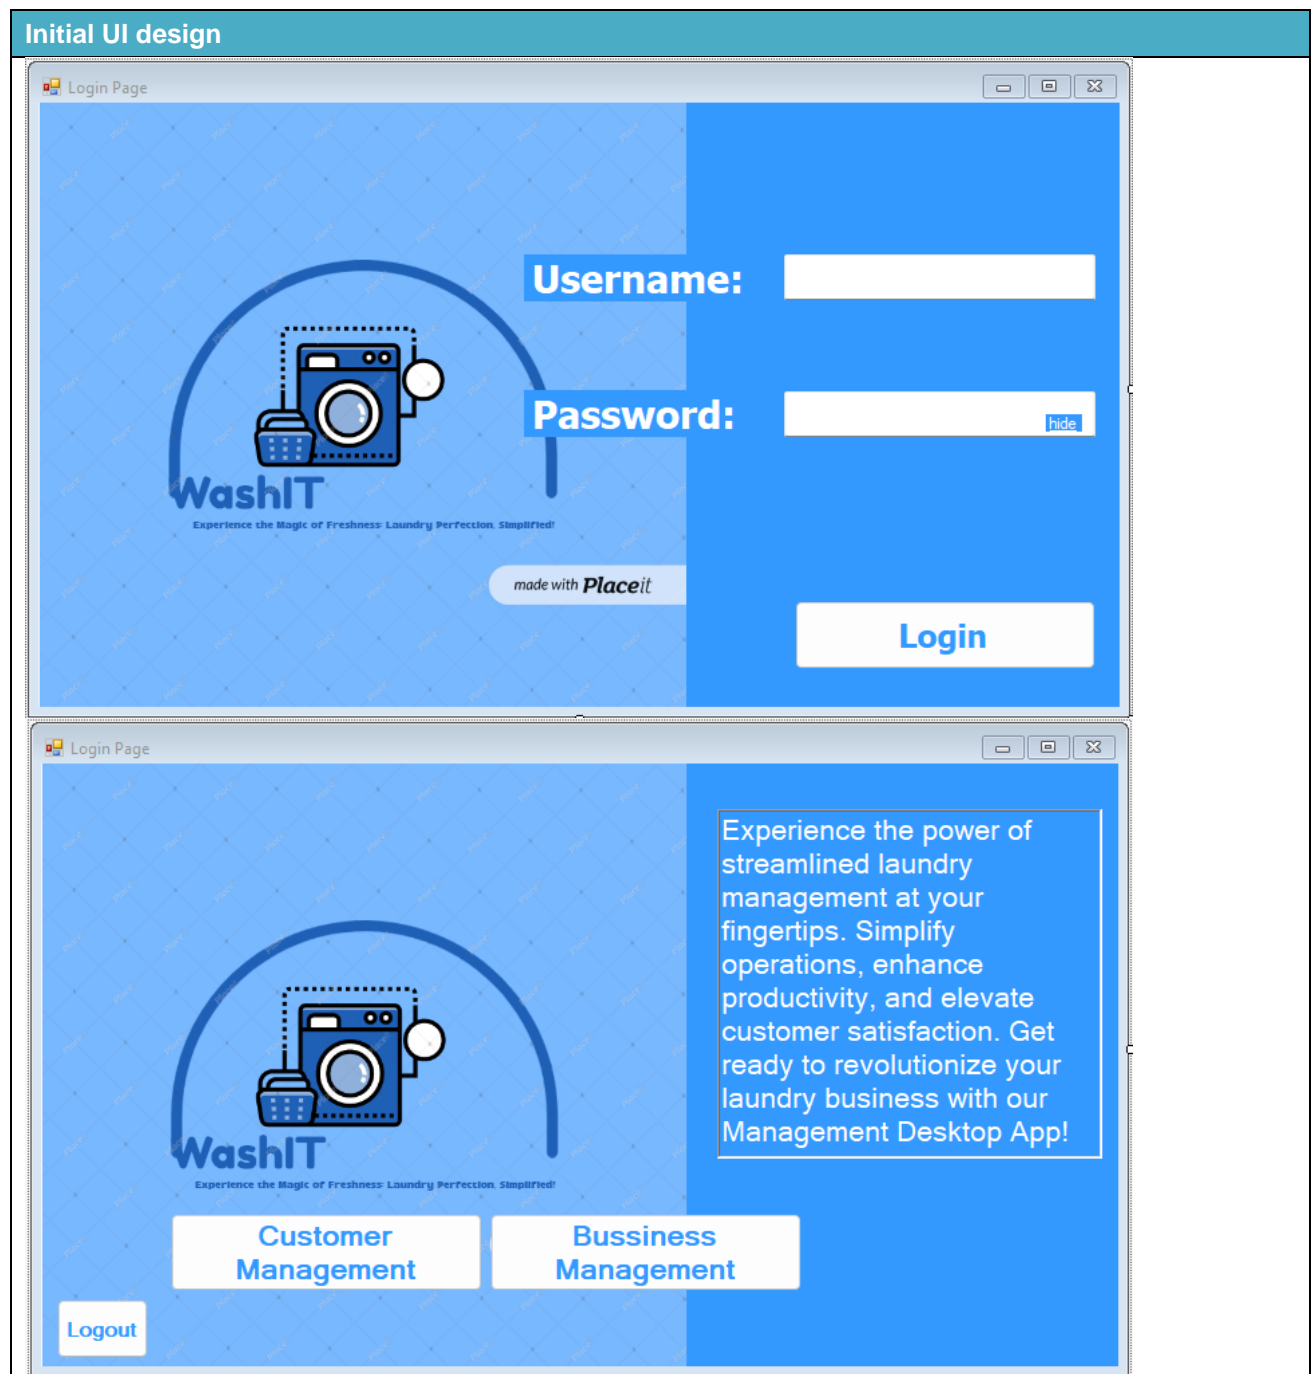 Initial UI design
Login Page
Username:
Password:
hide
WashIT
Experience the Magic of Freshness: Laundry Perfection, Simplified!
made with Placeit
Login
Login Page
Experience the power of
streamlined laundry
management at your
fingertips. Simplify
operations, enhance
productivity, and elevate
customer satisfaction. Get
ready to revolutionize your
laundry business with our
Management Desktop App!
WashIT
Experience the Magic of Freshness: Laundry Perfection, Simplified!
Customer
Management
Bussiness
Management
Logout